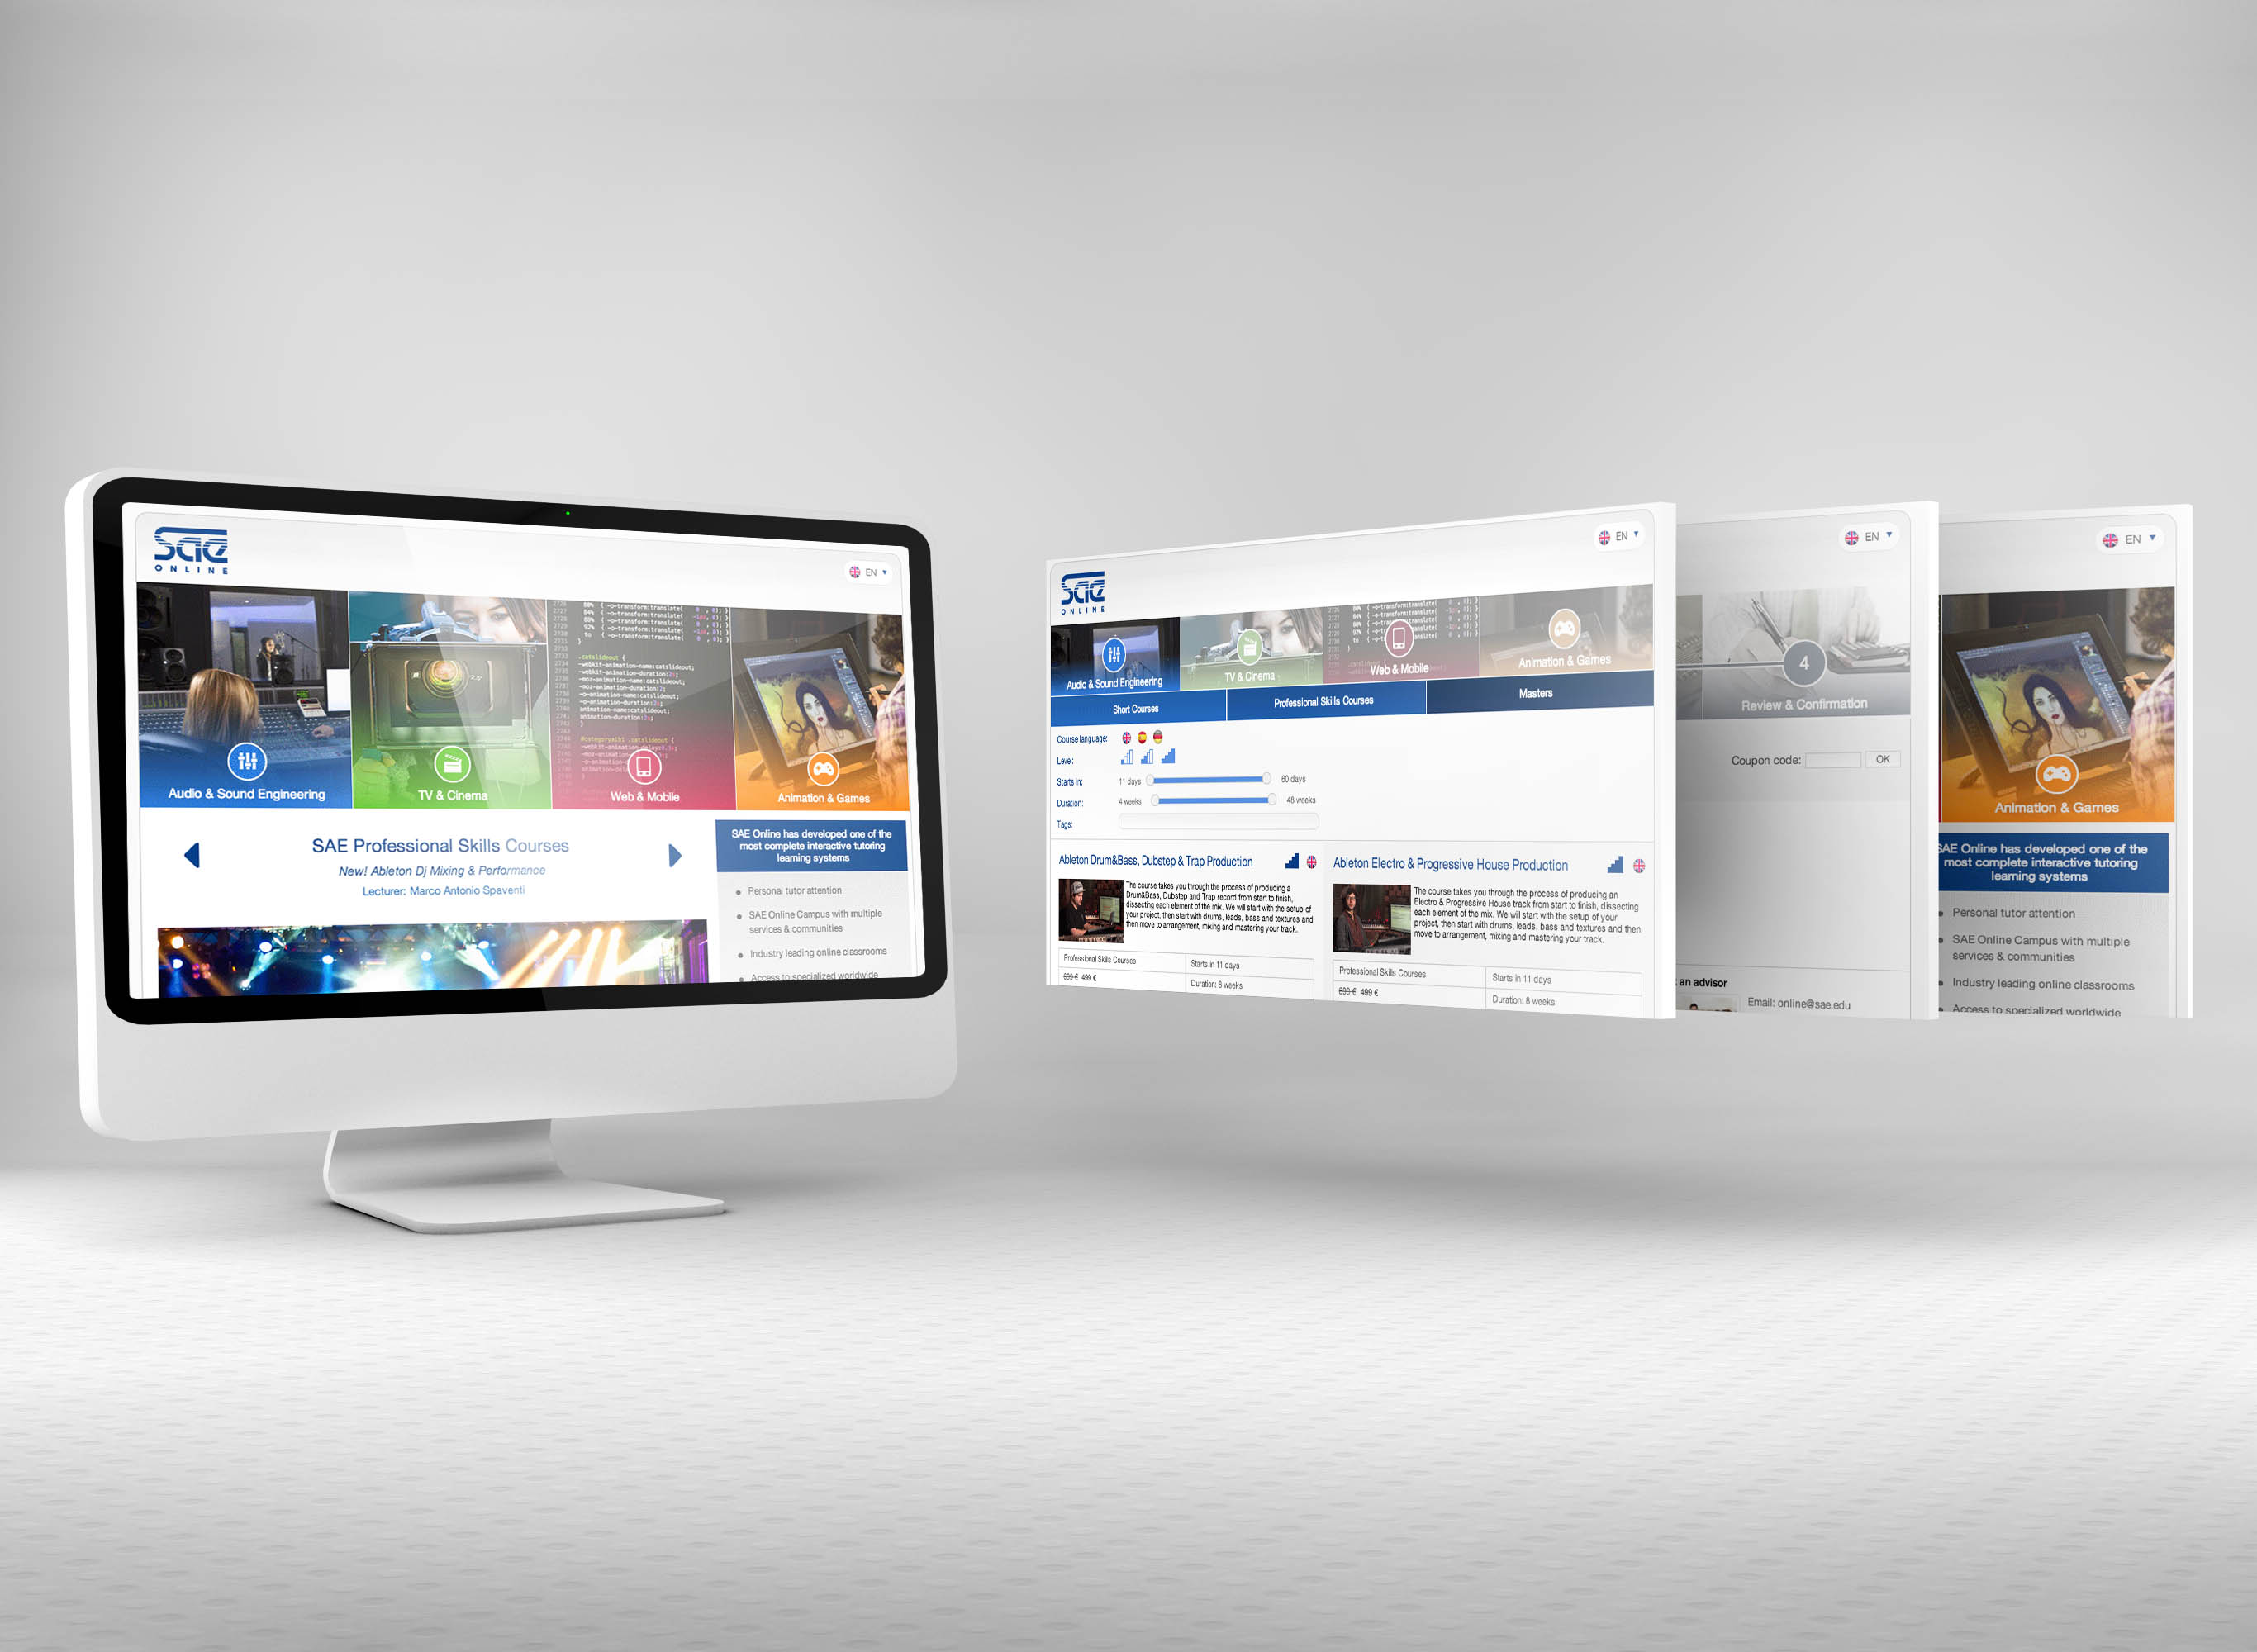 sae
ONLINE
EN
Audio & Sound Engineering
TV & Cinema
Web & Mobile
Animation & Games
SAE Professional Skills Courses
New! Ableton Dj Mixing & Performance
Lecturer: Marco Antonio Spaventi
SAE Online has developed one of the
most complete interactive tutoring
learning systems
Personal tutor attention
SAE Online Campus with multiple
services & communities
Industry leading online classrooms
Access to specialized worldwide
.catslideout {
-webkit-animation-name:catslideout;
sae
ONLINE
EN
Audio & Sound Engineering
TV & Cinema
Web & Mobile
Animation & Games
Short Courses
Professional Skills Courses
Masters
Course language:
Level:
Starts in: 11 days 60 days
Duration: 4 weeks 48 weeks
Tags:
Ableton Drum&Bass, Dubstep & Trap Production
The course takes you through the process of producing a
Drum&Bass, Dubstep and Trap record from start to finish,
dissecting each element of the mix. We will start with the setup of
your project, then start with drums, leads, bass and textures and
then move to arrangement, mixing and mastering your track.
Professional Skills Courses Starts in 11 days
699 € 499 € Duration: 8 weeks
Ableton Electro & Progressive House Production
The course takes you through the process of producing an
Electro & Progressive House track from start to finish, dissecting
each element of the mix. We will start with the setup of your
project, then start with drums, leads, bass and textures and then
move to arrangement, mixing and mastering your track.
Professional Skills Courses Starts in 11 days
699 € 499 € Duration: 8 weeks
EN
4
Review & Confirmation
Coupon code: OK
an advisor
Email: online@sae.edu
EN
Animation & Games
SAE Online has developed one of the
most complete interactive tutoring
learning systems
Personal tutor attention
SAE Online Campus with multiple
services & communities
Industry leading online classrooms
Access to specialized worldwide